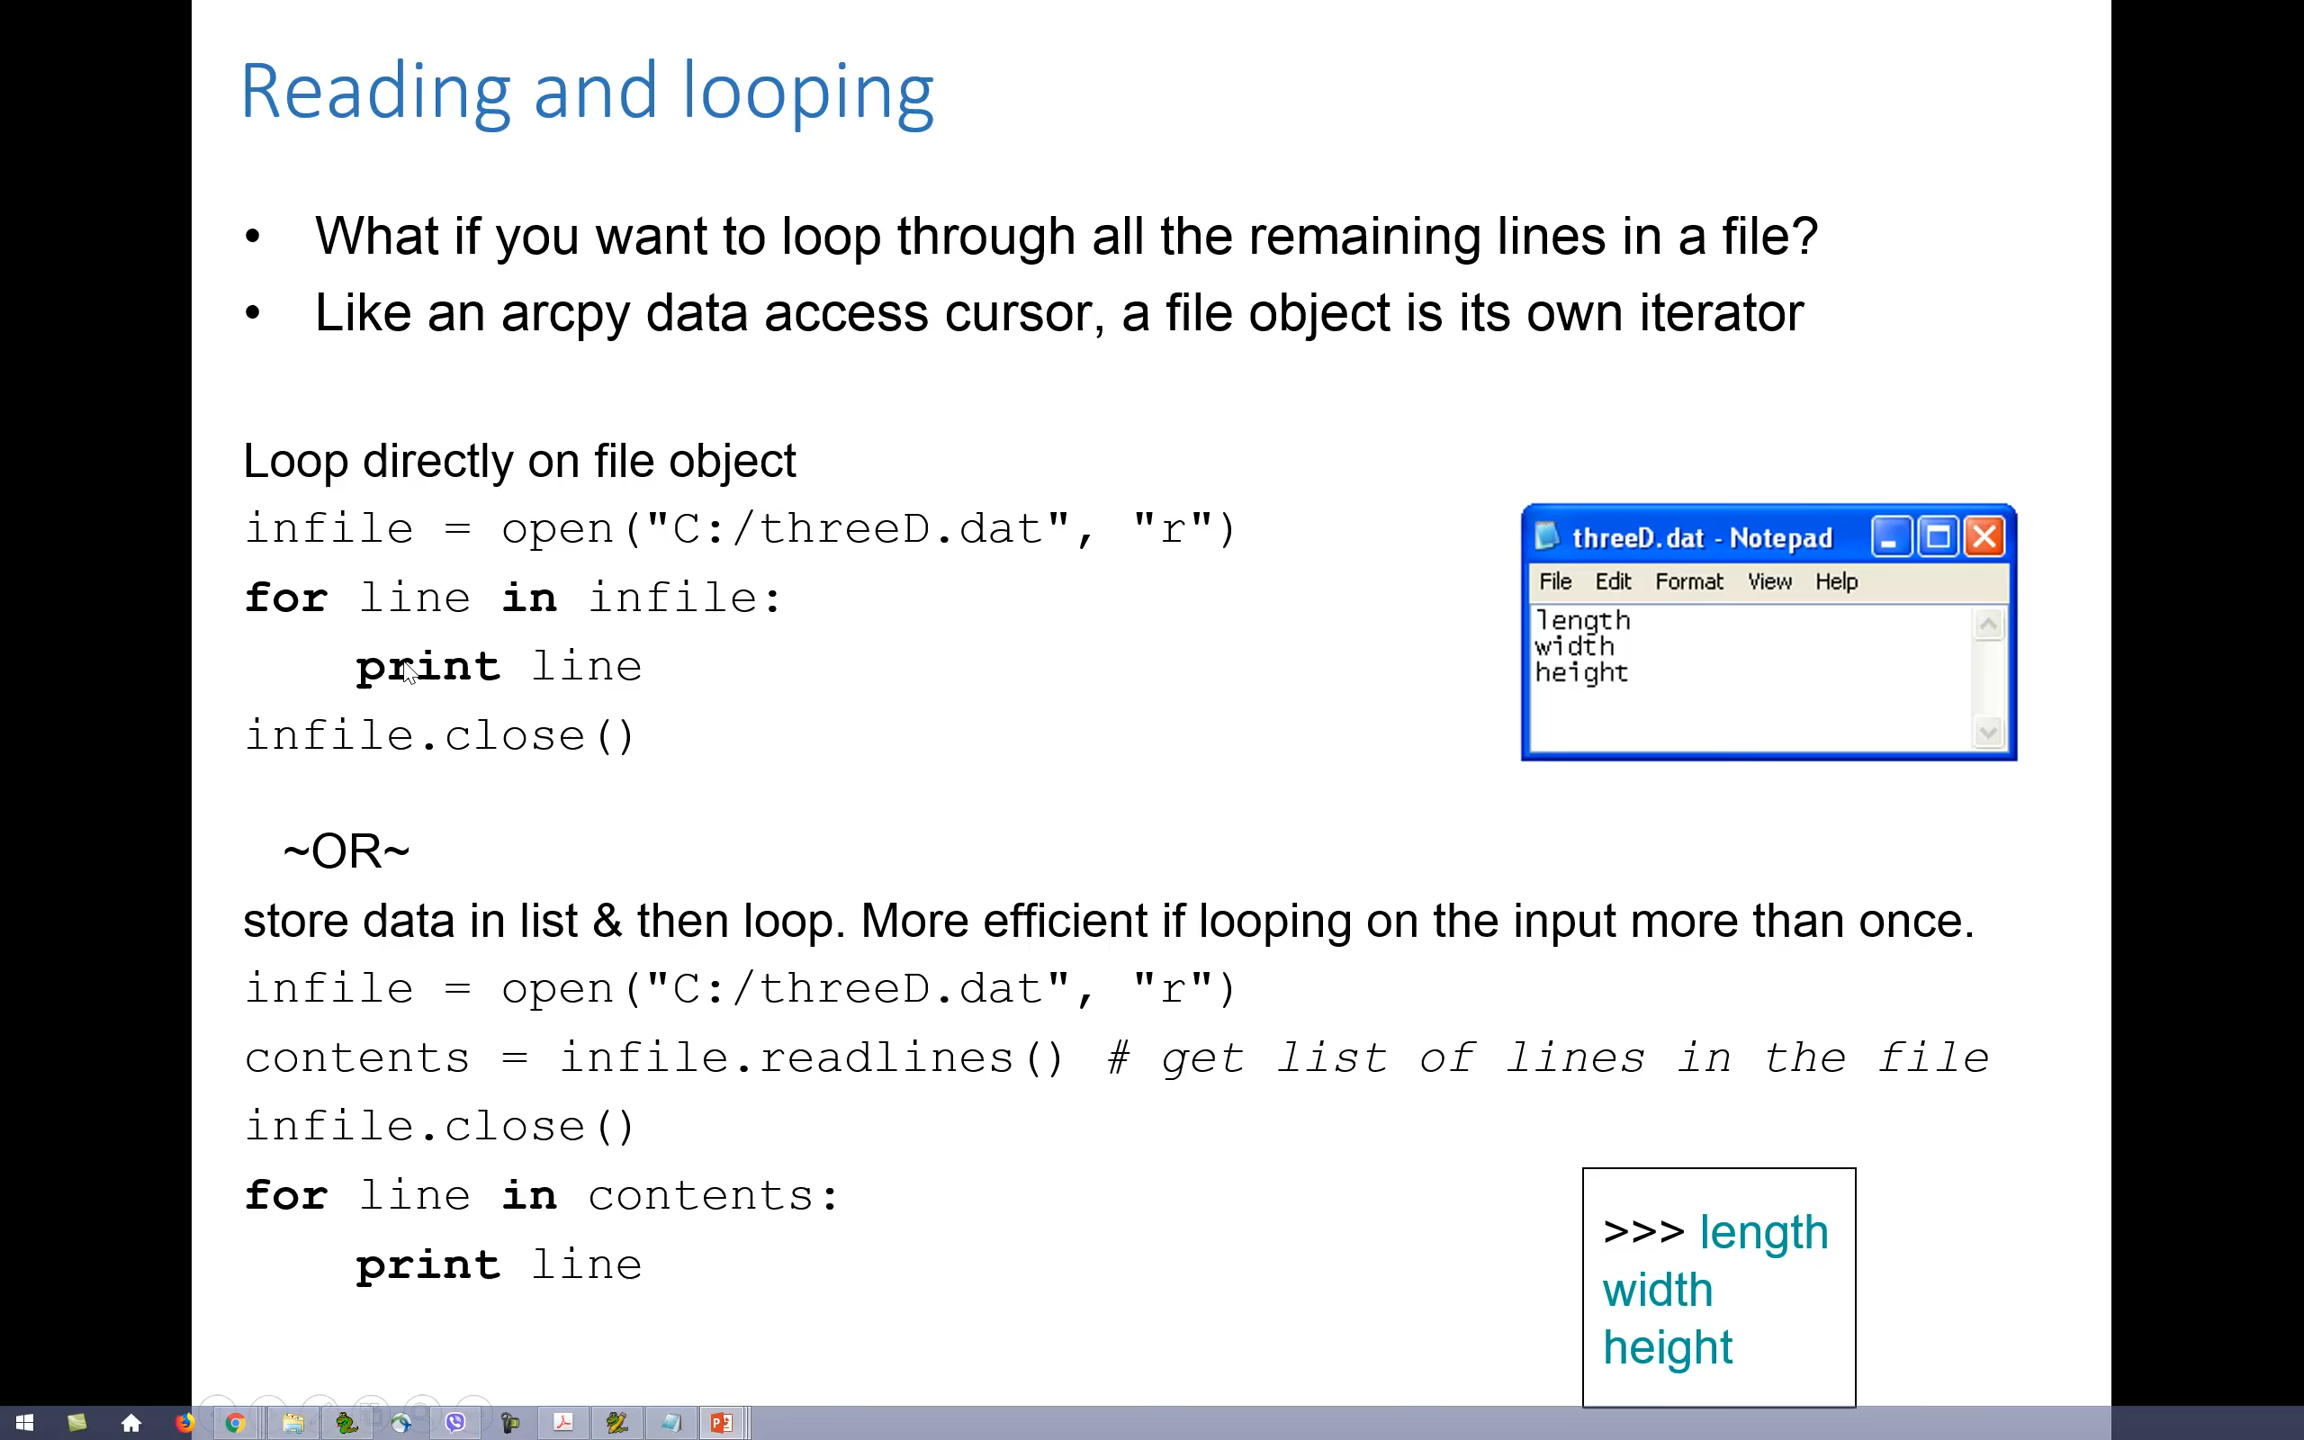 Reading and looping
• What if you want to loop through all the remaining lines in a file?
• Like an arcpy data access cursor, a file object is its own iterator
Loop directly on file object
infile = open("C:/threeD.dat", "r")
for line in infile:
    print line
infile.close()
threeD.dat - Notepad
File Edit Format View Help
length
width
height
~OR~
store data in list & then loop. More efficient if looping on the input more than once.
infile = open("C:/threeD.dat", "r")
contents = infile.readlines() # get list of lines in the file
infile.close()
for line in contents:
    print line
>>> length
width
height